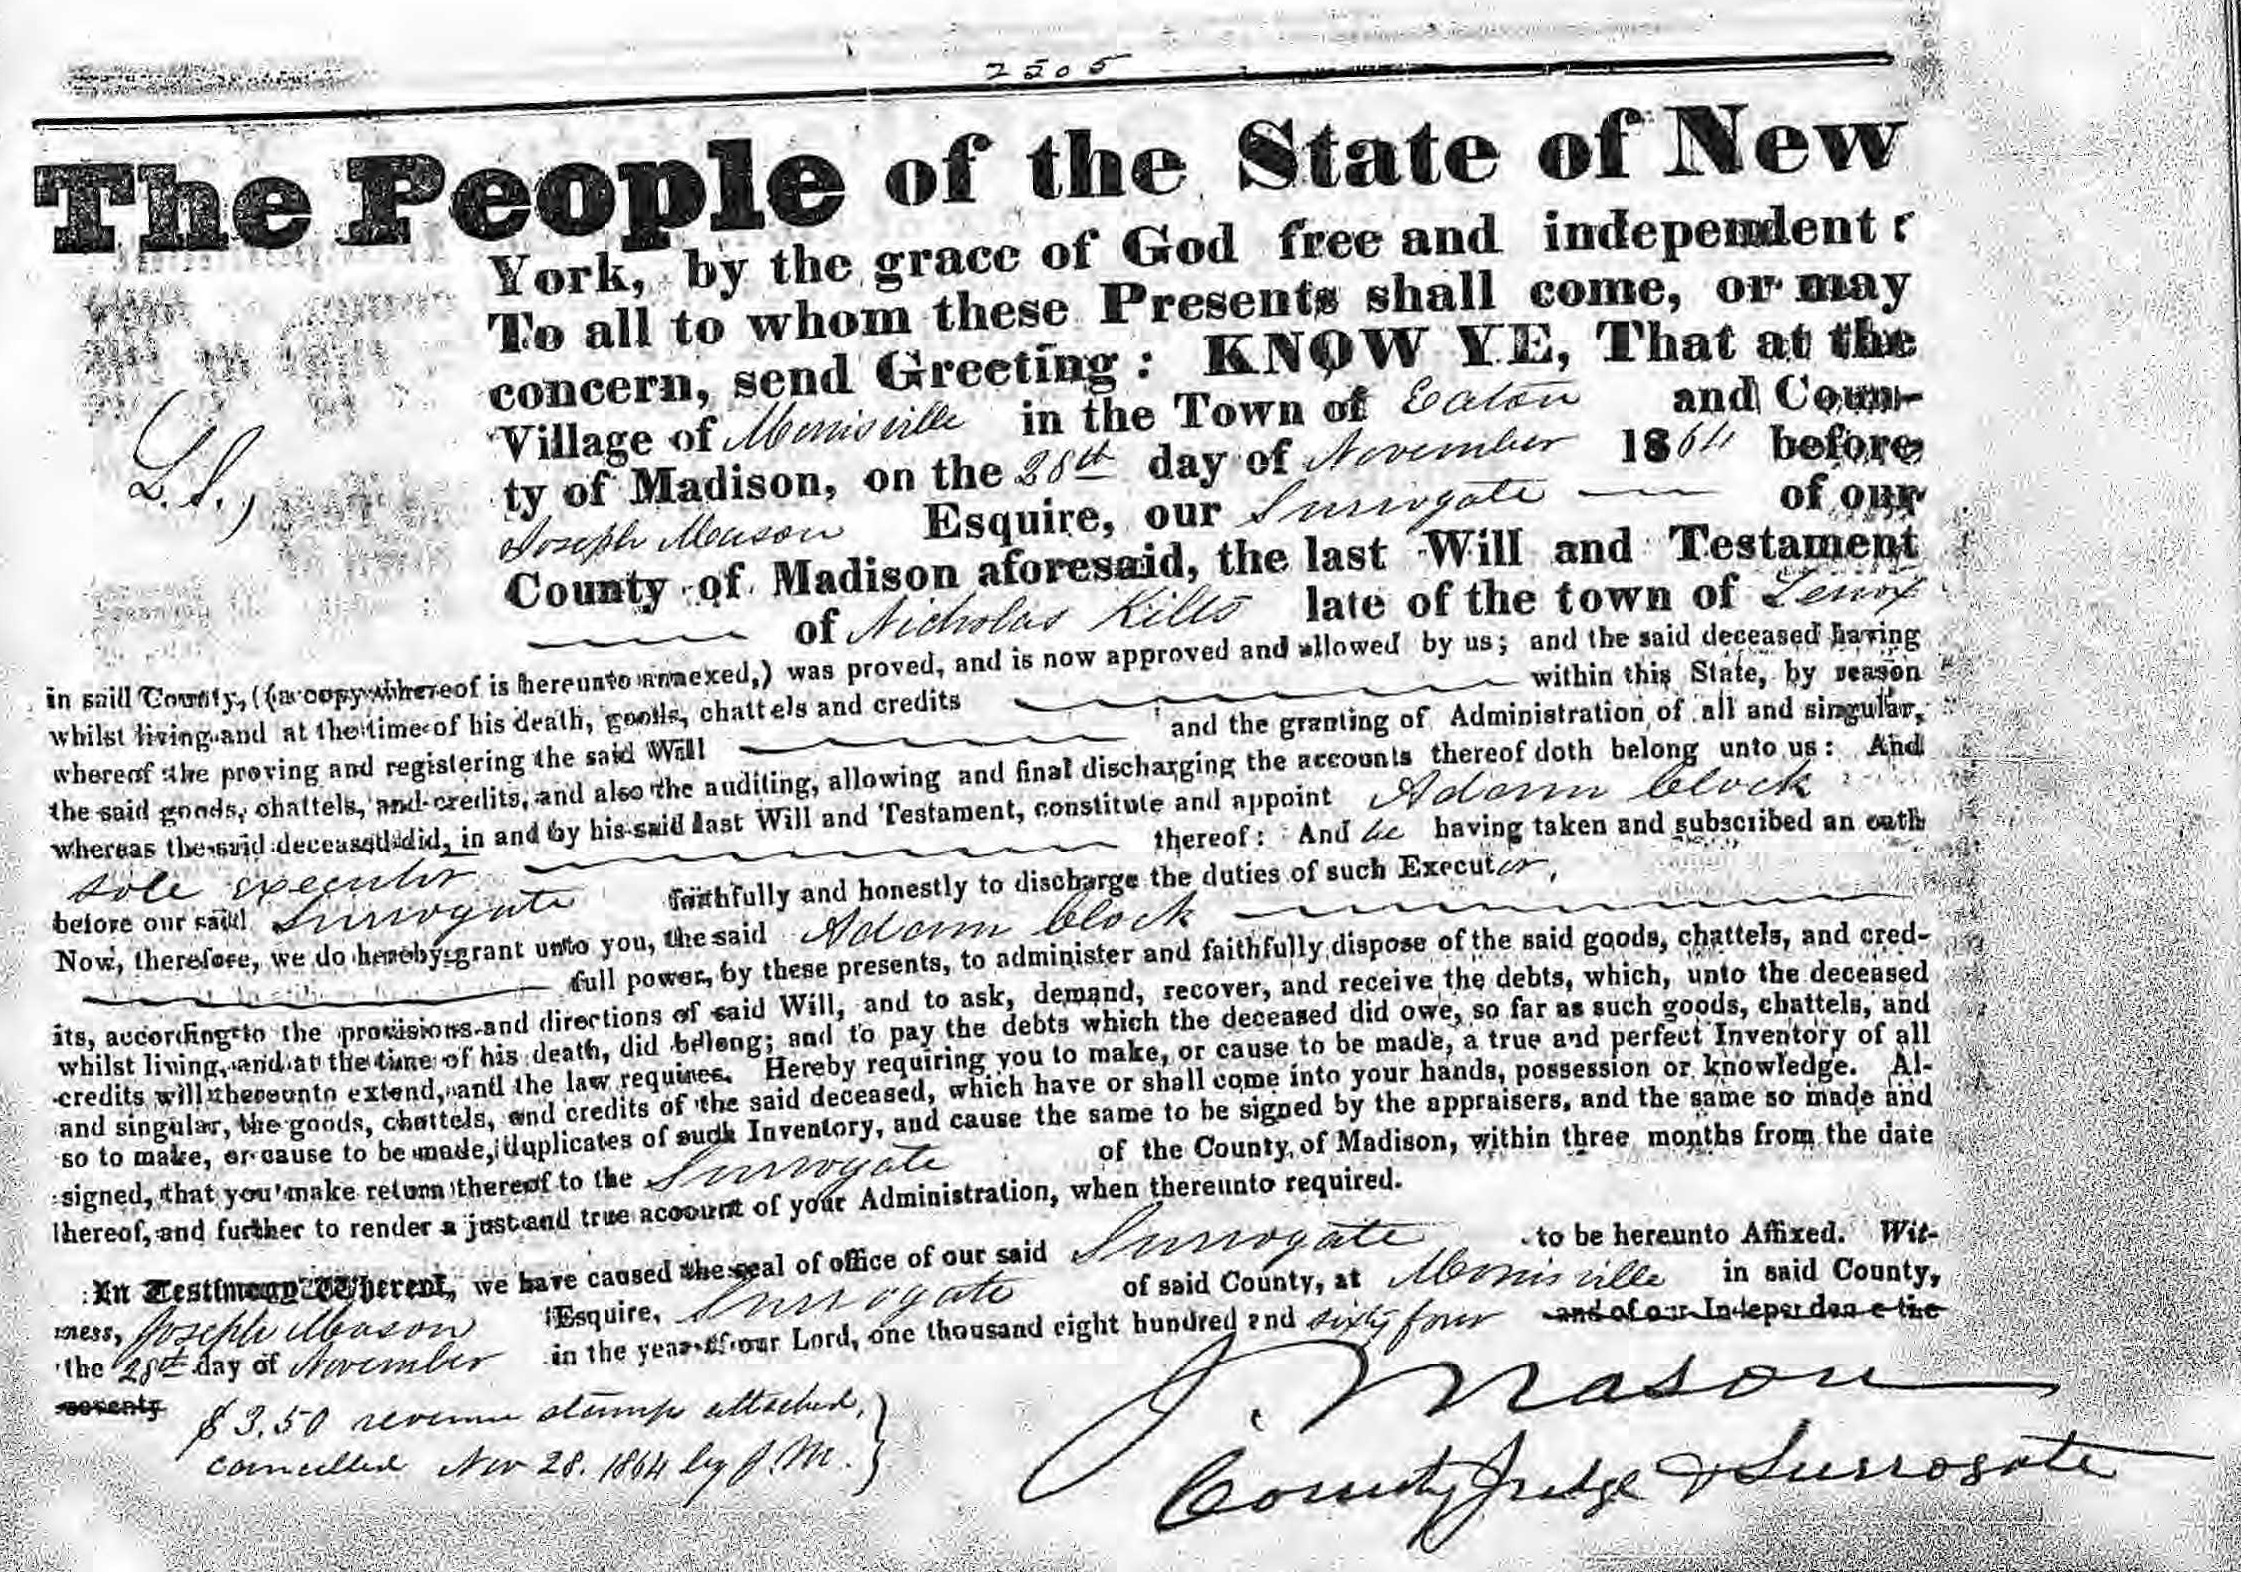 2505
The People of the State of New
York, by the grace of God free and independent:
To all to whom these Presents shall come, or may
concern, send Greeting: KNOW YE, That at the
Village of Morrisville in the Town of Eaton and Coun-
ty of Madison, on the 28th day of November 1864 before
L.S.,
Joseph Mason Esquire, our Surrogate of our
County of Madison aforesaid, the last Will and Testament
of Nicholas Kilts late of the town of Lenox
in said County, (a copy whereof is hereunto annexed,) was proved, and is now approved and allowed by us; and the said deceased having
whilst living and at the time of his death, goods, chattels and credits within this State, by reason
whereof the proving and registering the said Will and the granting of Administration of all and singular,
the said goods, chattels, and credits, and also the auditing, allowing and final discharging the accounts thereof doth belong unto us: And
whereas the said deceased did, in and by his said last Will and Testament, constitute and appoint Adam Clock
sole executor thereof: And he having taken and subscribed an oath
before our said Surrogate faithfully and honestly to discharge the duties of such Executor,
Now, therefore, we do hereby grant unto you, the said Adam Clock
full power, by these presents, to administer and faithfully dispose of the said goods, chattels, and cred-
its, according to the provisions and directions of said Will, and to ask, demand, recover, and receive the debts, which, unto the deceased
whilst living, and at the time of his death, did belong; and to pay the debts which the deceased did owe, so far as such goods, chattels, and
credits will thereunto extend, and the law requires. Hereby requiring you to make, or cause to be made, a true and perfect Inventory of all
and singular, the goods, chattels, and credits of the said deceased, which have or shall come into your hands, possession or knowledge. Al-
so to make, or cause to be made, duplicates of such Inventory, and cause the same to be signed by the appraisers, and the same so made and
signed, that you make return thereof to the Surrogate of the County of Madison, within three months from the date
thereof, and further to render a just and true account of your Administration, when thereunto required.
In Testimony Whereof, we have caused the seal of office of our said Surrogate to be hereunto Affixed. Wit-
ness, Joseph Mason Esquire, Surrogate of said County, at Morrisville in said County,
the 28th day of November in the year of our Lord, one thousand eight hundred and sixty four and of our Independence the
seventy
$3.50 revenue stamps attached,
cancelled Nov 28. 1864 by J.M.
J. Mason
County Judge & Surrogate